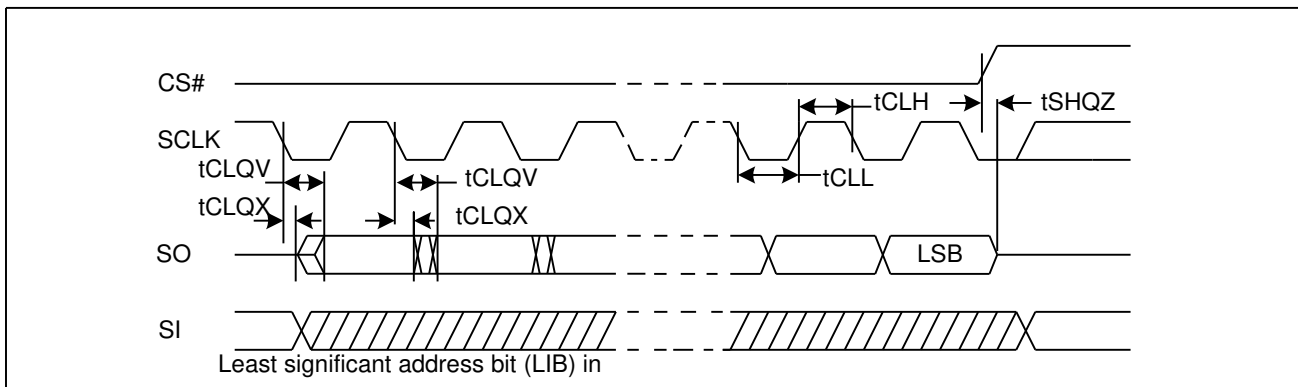 CS#
tCLH
tSHQZ
SCLK
tCLQV
tCLQV
tCLL
tCLQX
tCLQX
SO
LSB
SI
Least significant address bit (LIB) in